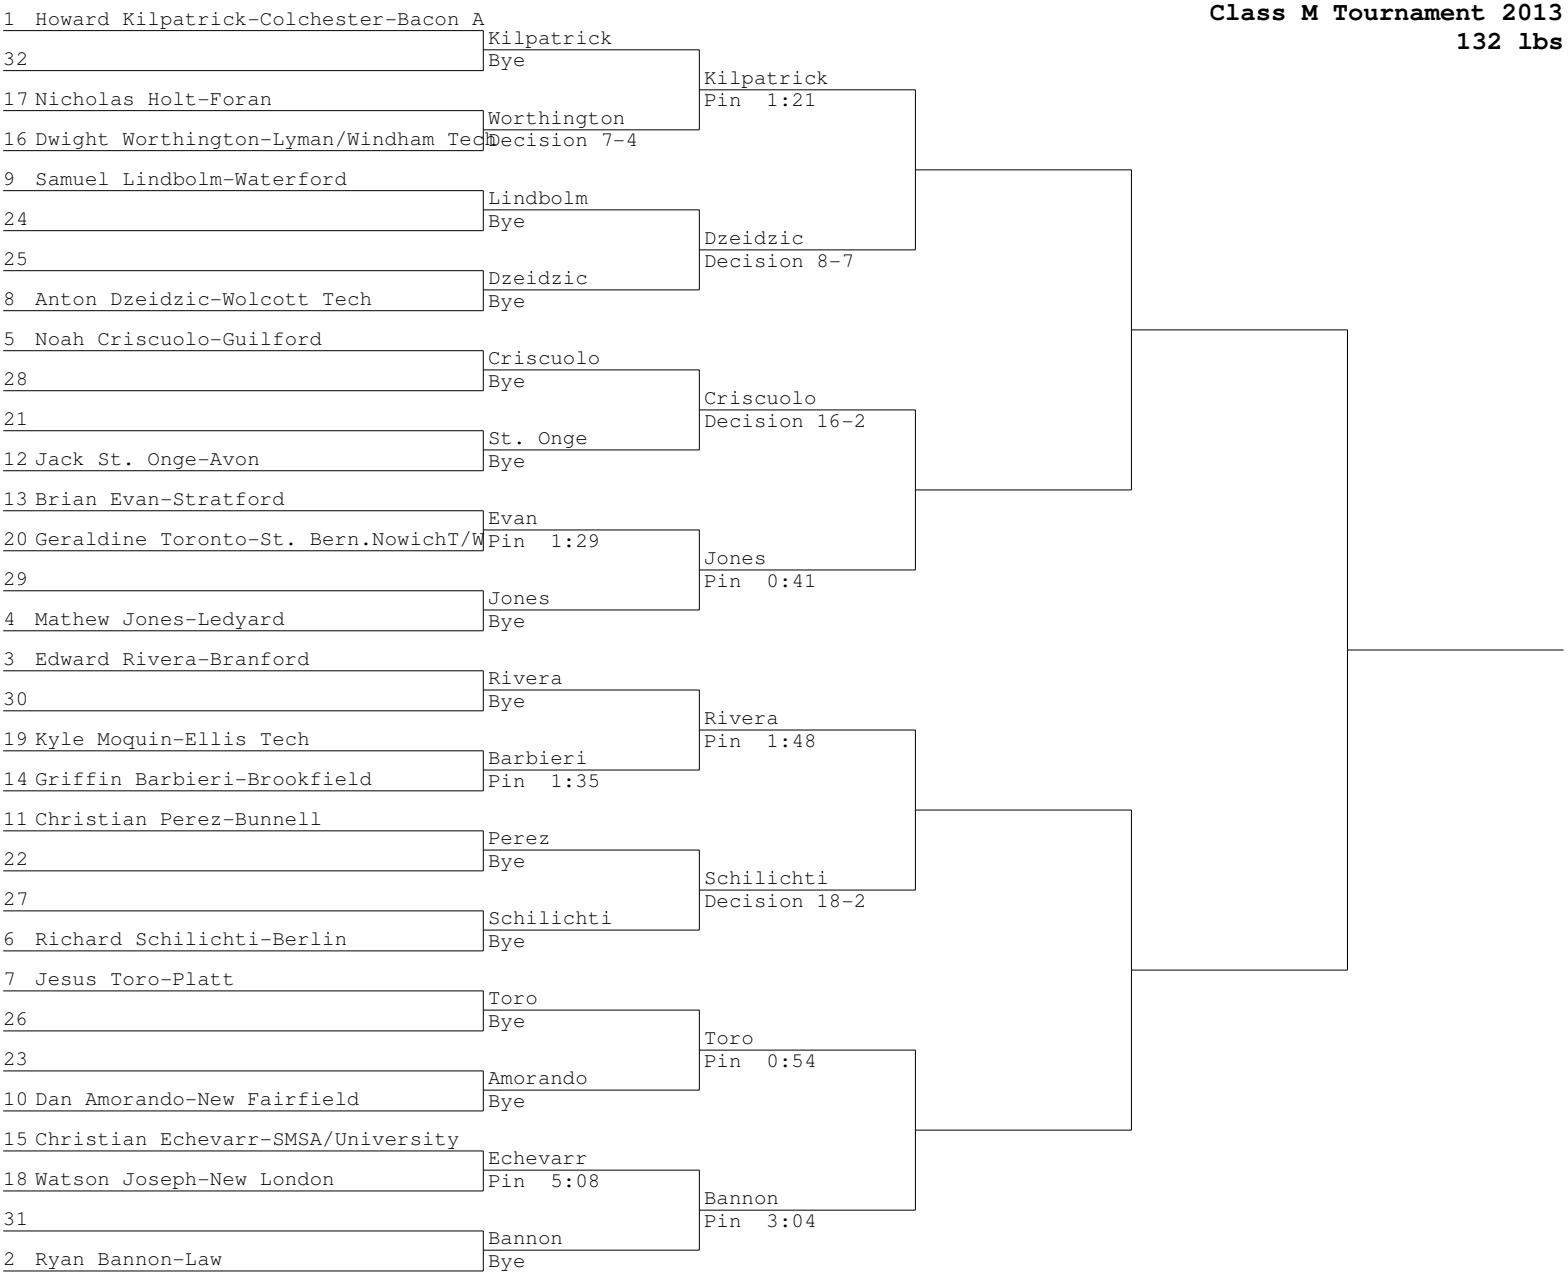 Class M Tournament 2013
132 lbs
1 Howard Kilpatrick-Colchester-Bacon A
32
17 Nicholas Holt-Foran
16 Dwight Worthington-Lyman/Windham Tech
9 Samuel Lindbolm-Waterford
24
25
8 Anton Dzeidzic-Wolcott Tech
5 Noah Criscuolo-Guilford
28
21
12 Jack St. Onge-Avon
13 Brian Evan-Stratford
20 Geraldine Toronto-St. Bern.NowichT/W
29
4 Mathew Jones-Ledyard
3 Edward Rivera-Branford
30
19 Kyle Moquin-Ellis Tech
14 Griffin Barbieri-Brookfield
11 Christian Perez-Bunnell
22
27
6 Richard Schilichti-Berlin
7 Jesus Toro-Platt
26
23
10 Dan Amorando-New Fairfield
15 Christian Echevarr-SMSA/University
18 Watson Joseph-New London
31
2 Ryan Bannon-Law
Kilpatrick
Bye
Worthington
Decision 7-4
Lindbolm
Bye
Dzeidzic
Bye
Criscuolo
Bye
St. Onge
Bye
Evan
Pin 1:29
Jones
Bye
Rivera
Bye
Barbieri
Pin 1:35
Perez
Bye
Schilichti
Bye
Toro
Bye
Amorando
Bye
Echevarr
Pin 5:08
Bannon
Bye
Kilpatrick
Pin 1:21
Dzeidzic
Decision 8-7
Criscuolo
Decision 16-2
Jones
Pin 0:41
Rivera
Pin 1:48
Schilichti
Decision 18-2
Toro
Pin 0:54
Bannon
Pin 3:04